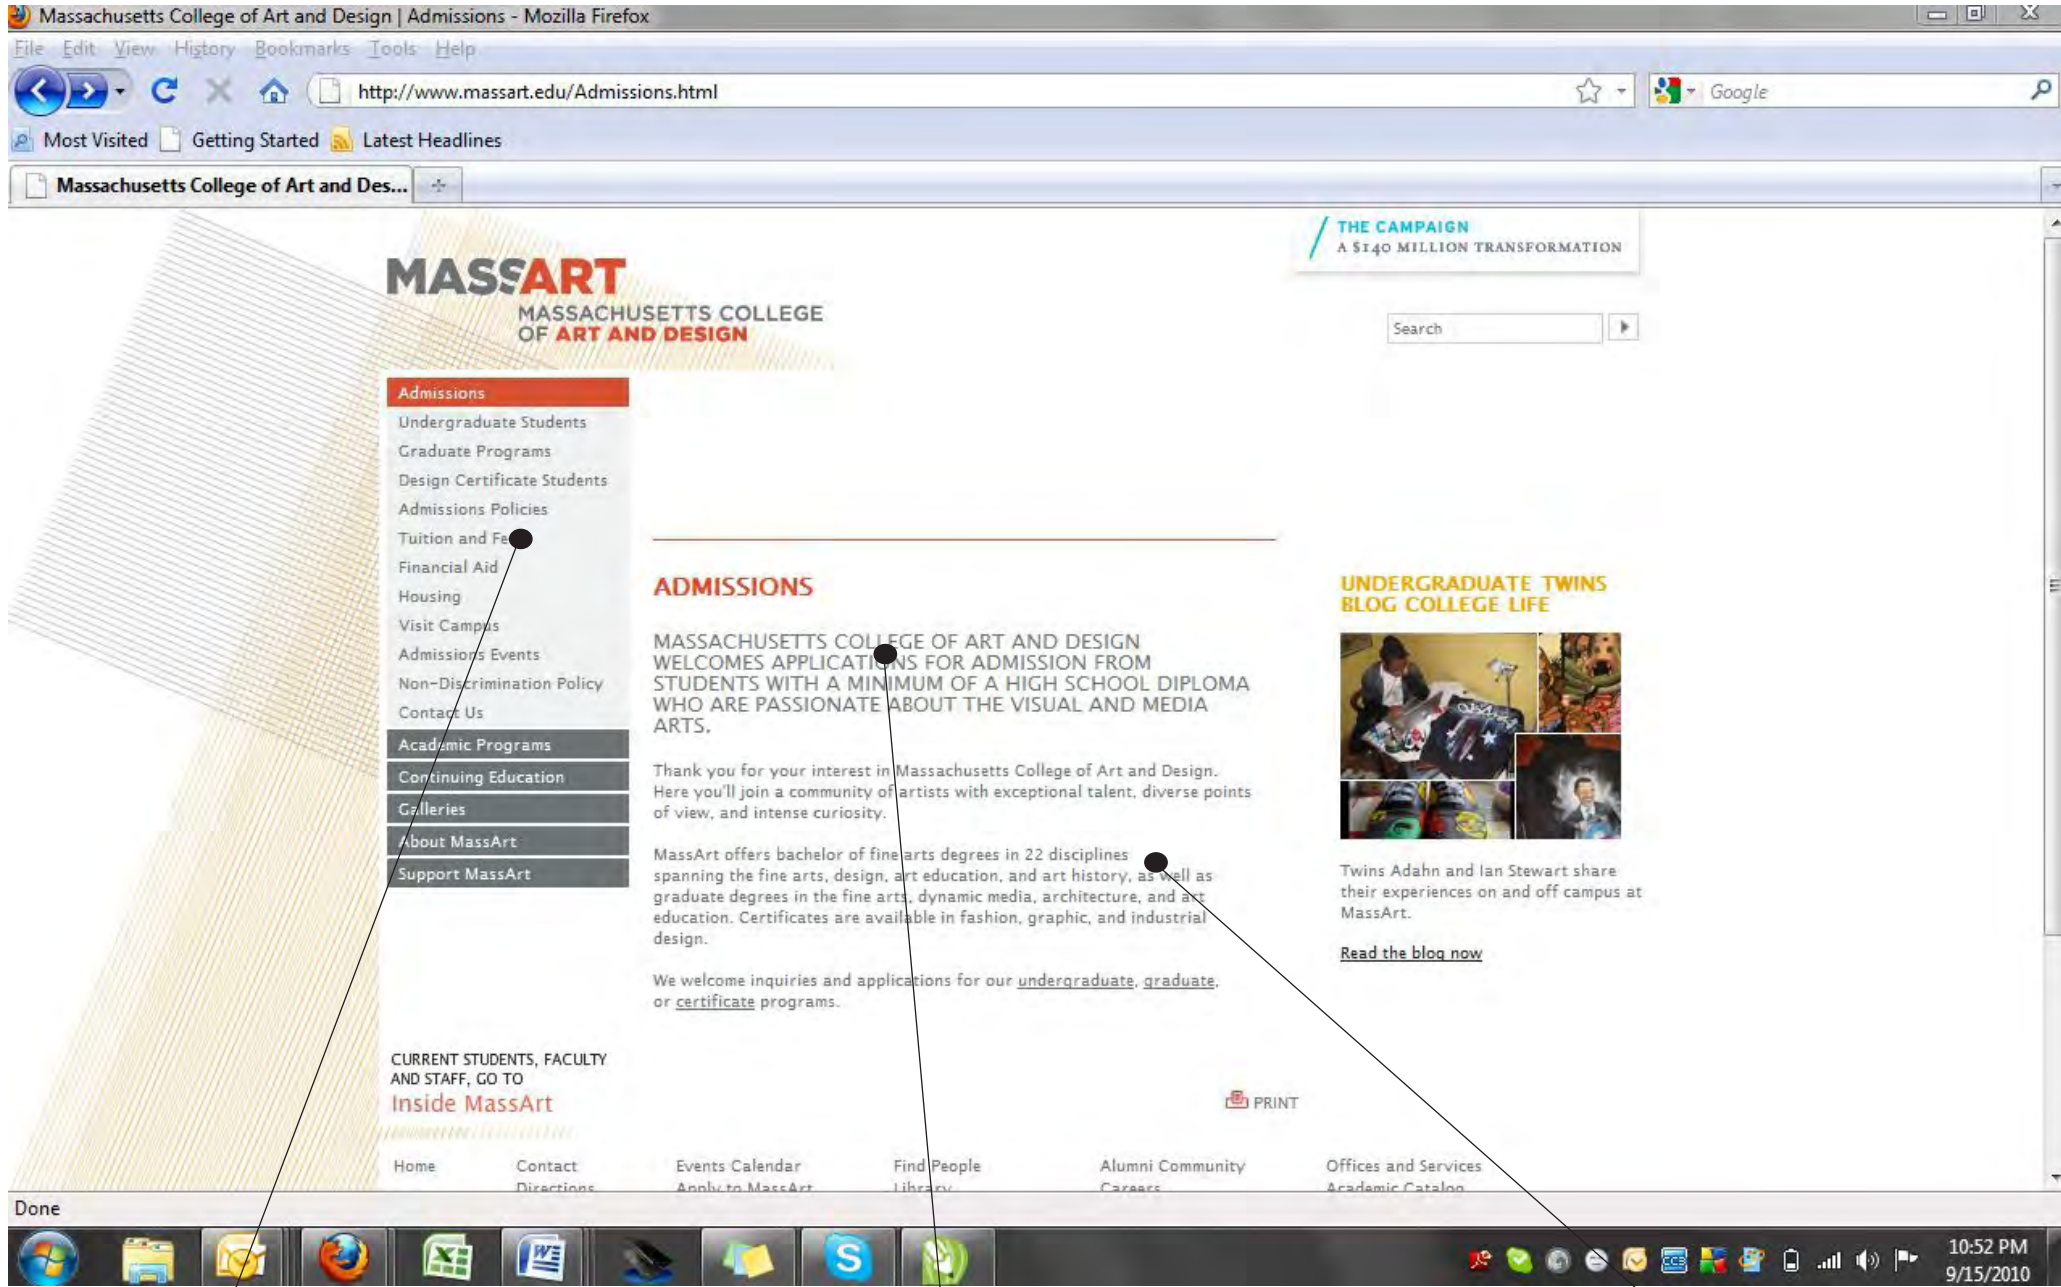 Massachusetts College of Art and Design | Admissions - Mozilla Firefox
File Edit View History Bookmarks Tools Help
http://www.massart.edu/Admissions.html
Google
Most Visited Getting Started Latest Headlines
Massachusetts College of Art and Des...
THE CAMPAIGN
A $140 MILLION TRANSFORMATION
MASSART
MASSACHUSETTS COLLEGE
OF ART AND DESIGN
Search
Admissions
Undergraduate Students
Graduate Programs
Design Certificate Students
Admissions Policies
Tuition and
Financial Aid
Housing
Visit Campus
Admissions Events
Non-Discrimination Policy
Contact Us
Academic Programs
Continuing Education
Galleries
About MassArt
Support MassArt
ADMISSIONS
MASSACHUSETTS COLLEGE OF ART AND DESIGN
WELCOMES APPLICATIONS FOR ADMISSION FROM
STUDENTS WITH A MINIMUM OF A HIGH SCHOOL DIPLOMA
WHO ARE PASSIONATE ABOUT THE VISUAL AND MEDIA
ARTS.
Thank you for your interest in Massachusetts College of Art and Design.
Here you'll join a community of artists with exceptional talent, diverse points
of view, and intense curiosity.
MassArt offers bachelor of fine arts degrees in 22 disciplines
spanning the fine arts, design, art education, and art history, as well as
graduate degrees in the fine arts, dynamic media, architecture, and art
education. Certificates are available in fashion, graphic, and industrial
design.
We welcome inquiries and applications for our undergraduate, graduate,
or certificate programs.
UNDERGRADUATE TWINS
BLOG COLLEGE LIFE
Twins Adahn and Ian Stewart share
their experiences on and off campus at
MassArt.
Read the blog now
CURRENT STUDENTS, FACULTY
AND STAFF, GO TO
Inside MassArt
PRINT
Home Contact Events Calendar Find People Alumni Community Offices and Services
Directions Apply to MassArt Library Careers Academic Catalog
Done
10:52 PM
9/15/2010